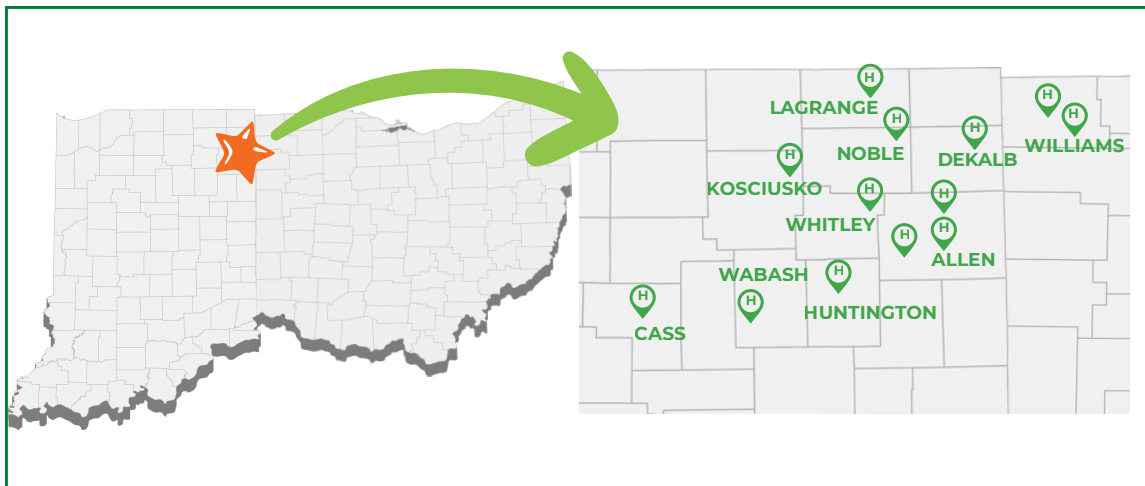 H
H
LAGRANGE
H
H
WILLIAMS
H
NOBLE
DEKALB
H
KOSCIUSKO
H
H
WHITLEY
H
H
ALLEN
WABASH
H
H
H
HUNTINGTON
CASS